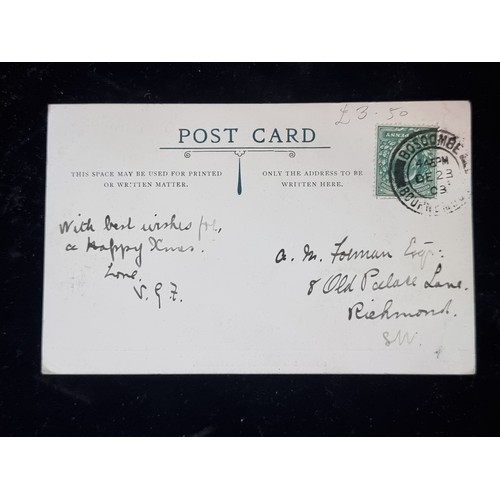 £3.50
POST CARD
THIS SPACE MAY BE USED FOR PRINTED
OR WRITTEN MATTER.
ONLY THE ADDRESS TO BE
WRITTEN HERE.
BOSCOMBE
PM
DE 23
03
BOURNEMOUTH
With best wishes for
a Happy Xmas.
Love,
A. M. Forman Esqr.
8 Old Palace Lane.
Richmond.
SW.